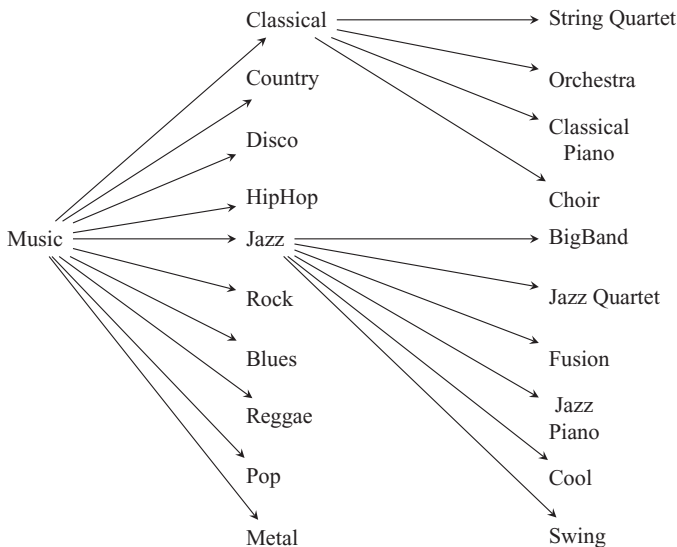 Classical
Country
Disco
HipHop
Music
Jazz
Rock
Blues
Reggae
Pop
Metal
String Quartet
Orchestra
Classical
Piano
Choir
BigBand
Jazz Quartet
Fusion
Jazz
Piano
Cool
Swing